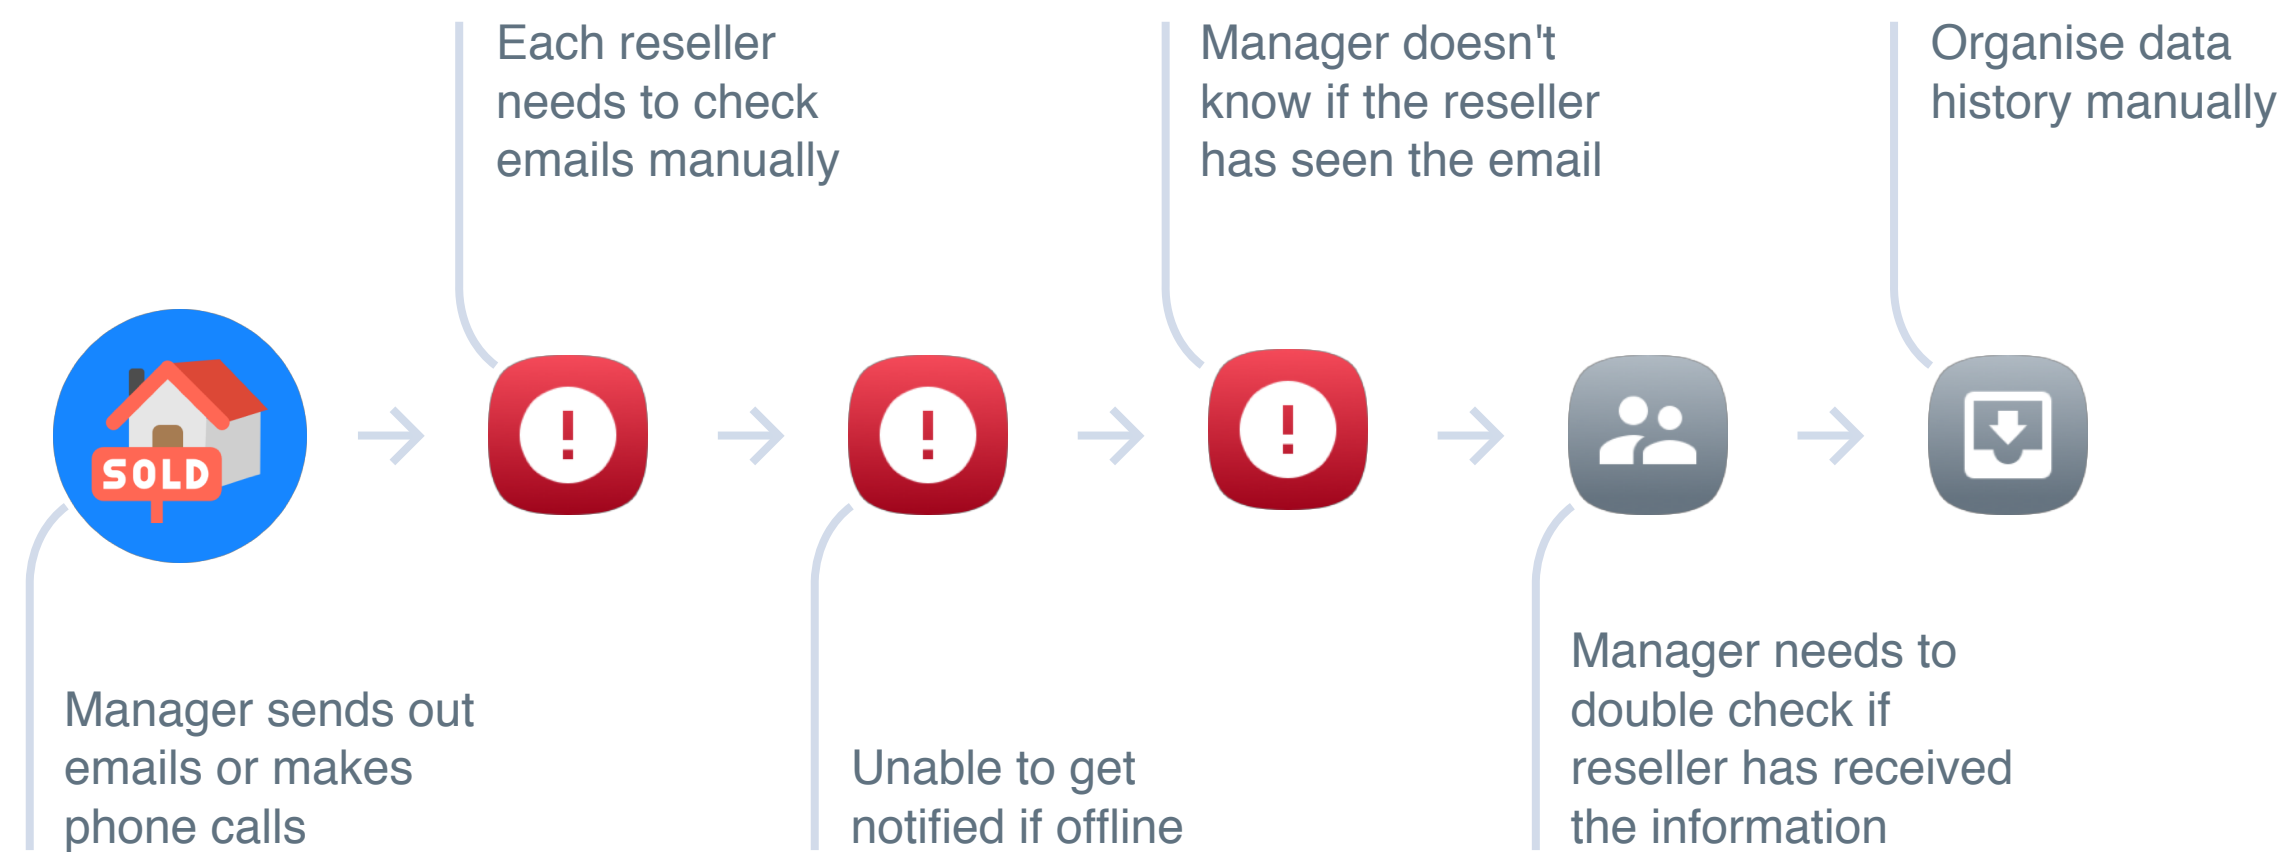 Each reseller
needs to check
emails manually
Manager doesn't
know if the reseller
has seen the email
Organise data
history manually
SOLD
!
!
!
Manager sends out
emails or makes
phone calls
Unable to get
notified if offline
Manager needs to
double check if
reseller has received
the information